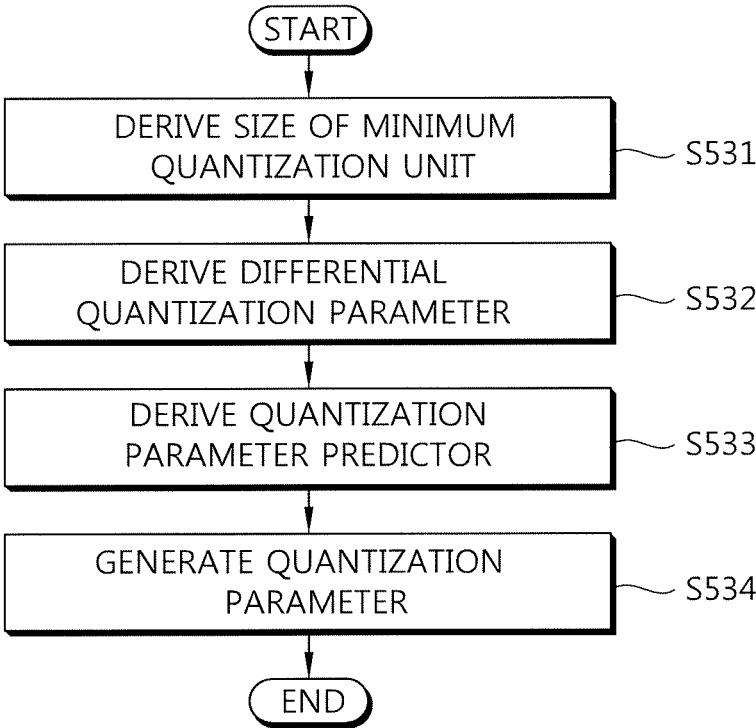 START
DERIVE SIZE OF MINIMUM
QUANTIZATION UNIT
S531
DERIVE DIFFERENTIAL
QUANTIZATION PARAMETER
S532
DERIVE QUANTIZATION
PARAMETER PREDICTOR
S533
GENERATE QUANTIZATION
PARAMETER
S534
END